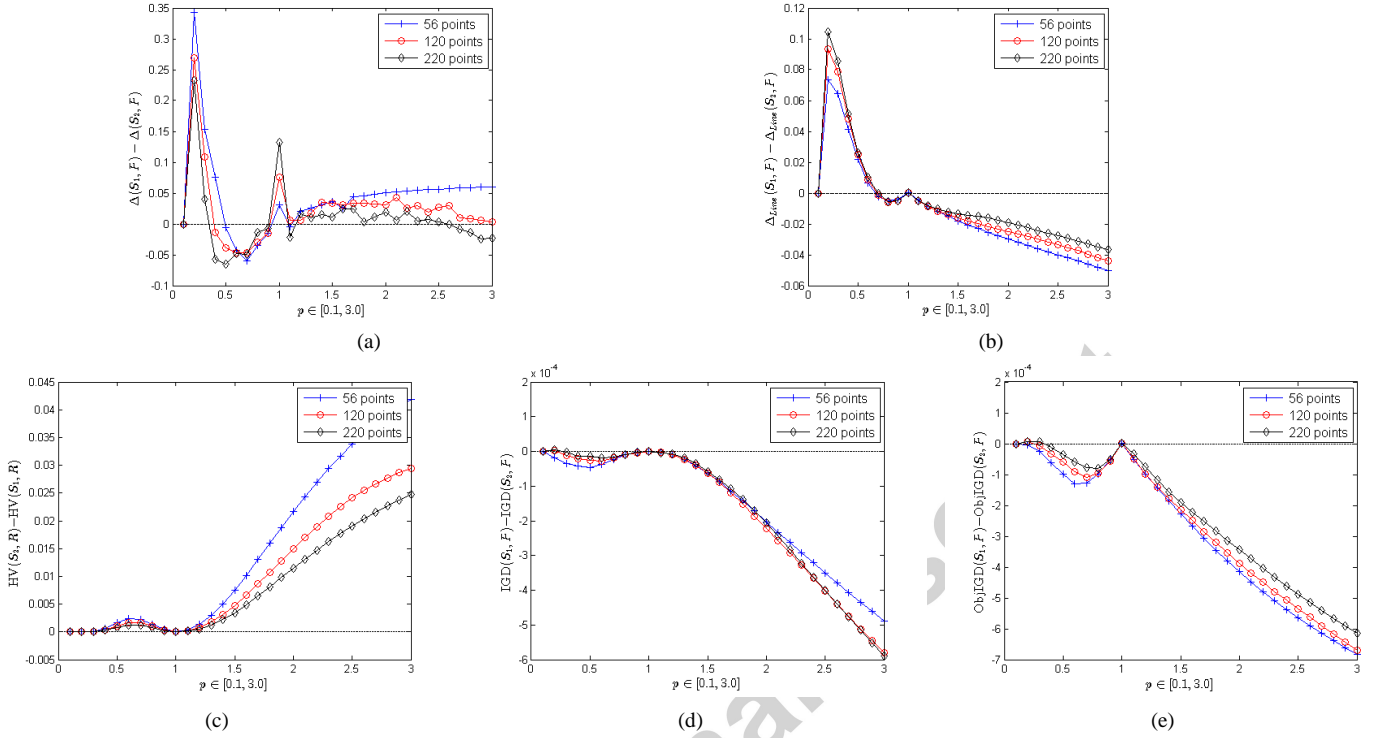 0.35
0.3
0.25
0.2
0.15
0.1
0.05
0
-0.05
-0.1
Δ(S₁, F) − Δ(S₂, F)
56 points
120 points
220 points
0 0.5 1 1.5 2 2.5 3
p ∈ [0.1, 3.0]
(a)
0.12
0.1
0.08
0.06
0.04
0.02
0
-0.02
-0.04
-0.06
Δ_Line(S₁, F) − Δ_Line(S₂, F)
56 points
120 points
220 points
0 0.5 1 1.5 2 2.5 3
p ∈ [0.1, 3.0]
(b)
0.045
0.04
0.035
0.03
0.025
0.02
0.015
0.01
0.005
0
-0.005
HV(S₂, R)−HV(S₁, R)
56 points
120 points
220 points
0 0.5 1 1.5 2 2.5 3
p ∈ [0.1, 3.0]
(c)
x 10⁻⁴
2
1
0
-1
-2
-3
-4
-5
-6
IGD(S₁, F)−IGD(S₂, F)
56 points
120 points
220 points
0 0.5 1 1.5 2 2.5 3
p ∈ [0.1, 3.0]
(d)
x 10⁻⁴
2
1
0
-1
-2
-3
-4
-5
-6
-7
ObjIGD(S₁, F)−ObjIGD(S₂, F)
56 points
120 points
220 points
0 0.5 1 1.5 2 2.5 3
p ∈ [0.1, 3.0]
(e)